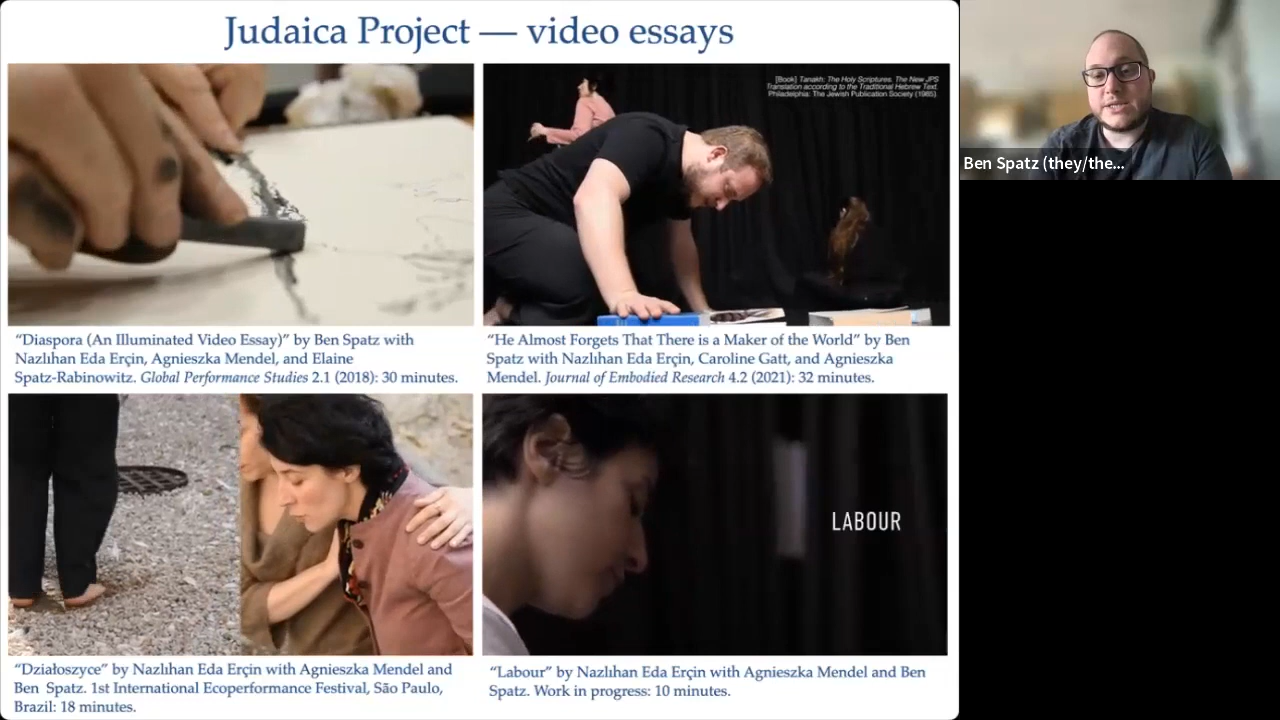 Judaica Project — video essays
[Book] Tanakh: The Holy Scriptures. The New JPS
Translation according to the Traditional Hebrew Text.
Philadelphia: The Jewish Publication Society (1985).
Ben Spatz (they/the...
“Diaspora (An Illuminated Video Essay)” by Ben Spatz with
Nazlıhan Eda Erçin, Agnieszka Mendel, and Elaine
Spatz-Rabinowitz. Global Performance Studies 2.1 (2018): 30 minutes.
“He Almost Forgets That There is a Maker of the World” by Ben
Spatz with Nazlıhan Eda Erçin, Caroline Gatt, and Agnieszka
Mendel. Journal of Embodied Research 4.2 (2021): 32 minutes.
LABOUR
“Działoszyce” by Nazlıhan Eda Erçin with Agnieszka Mendel and
Ben Spatz. 1st International Ecoperformance Festival, São Paulo,
Brazil: 18 minutes.
“Labour” by Nazlıhan Eda Erçin with Agnieszka Mendel and Ben
Spatz. Work in progress: 10 minutes.